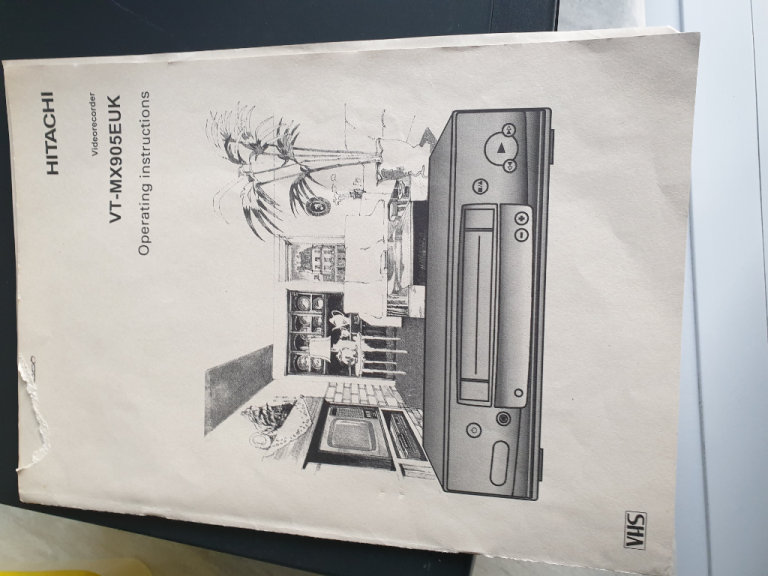 HITACHI
Videorecorder
VT-MX905EUK
Operating instructions
VHS